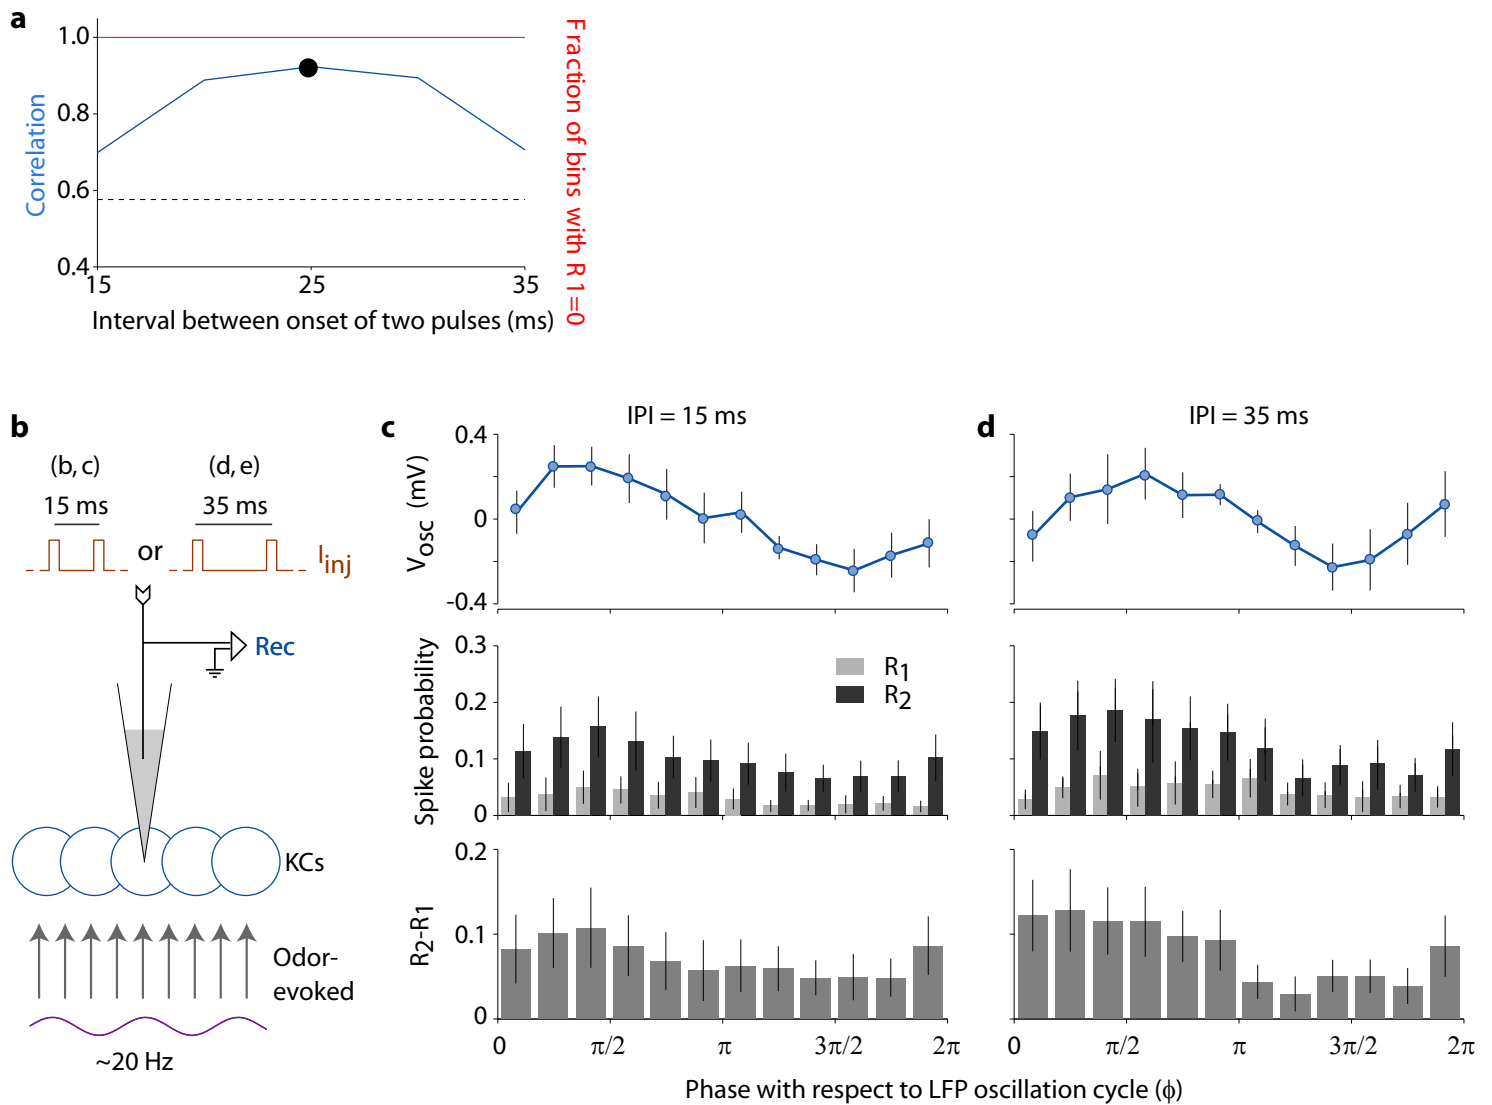 a
1.0
0.8
0.6
0.4
Correlation
15
25
35
Interval between onset of two pulses (ms)
Fraction of bins with R1=0
b
(b, c)
(d, e)
15 ms
35 ms
or
Iinj
Rec
KCs
Odor-
evoked
~20 Hz
c
IPI = 15 ms
0.4
0
-0.4
Vosc (mV)
0.3
0.2
0.1
0
Spike probability
R1
R2
0.2
0.1
0
R2-R1
0
π/2
π
3π/2
2π
d
IPI = 35 ms
0
π/2
π
3π/2
2π
Phase with respect to LFP oscillation cycle (ϕ)